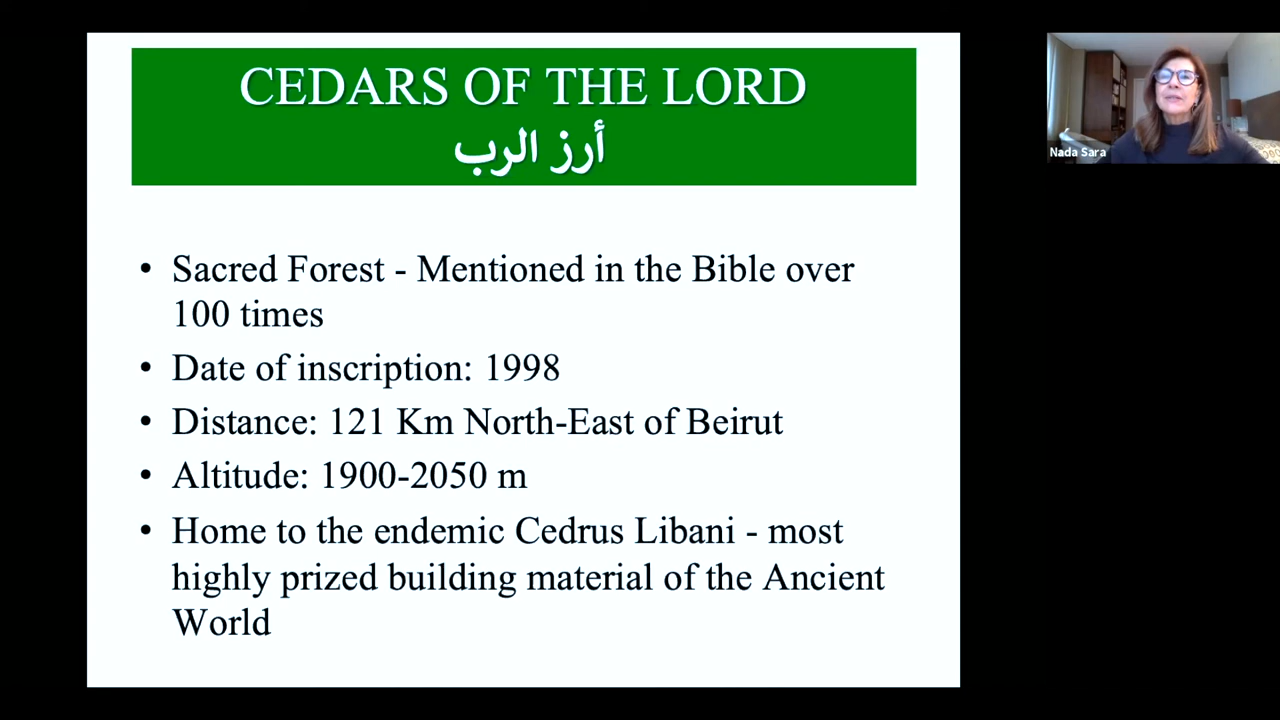 CEDARS OF THE LORD
أرز الرب
• Sacred Forest - Mentioned in the Bible over
100 times
• Date of inscription: 1998
• Distance: 121 Km North-East of Beirut
• Altitude: 1900-2050 m
• Home to the endemic Cedrus Libani - most
highly prized building material of the Ancient
World
Nada Sara